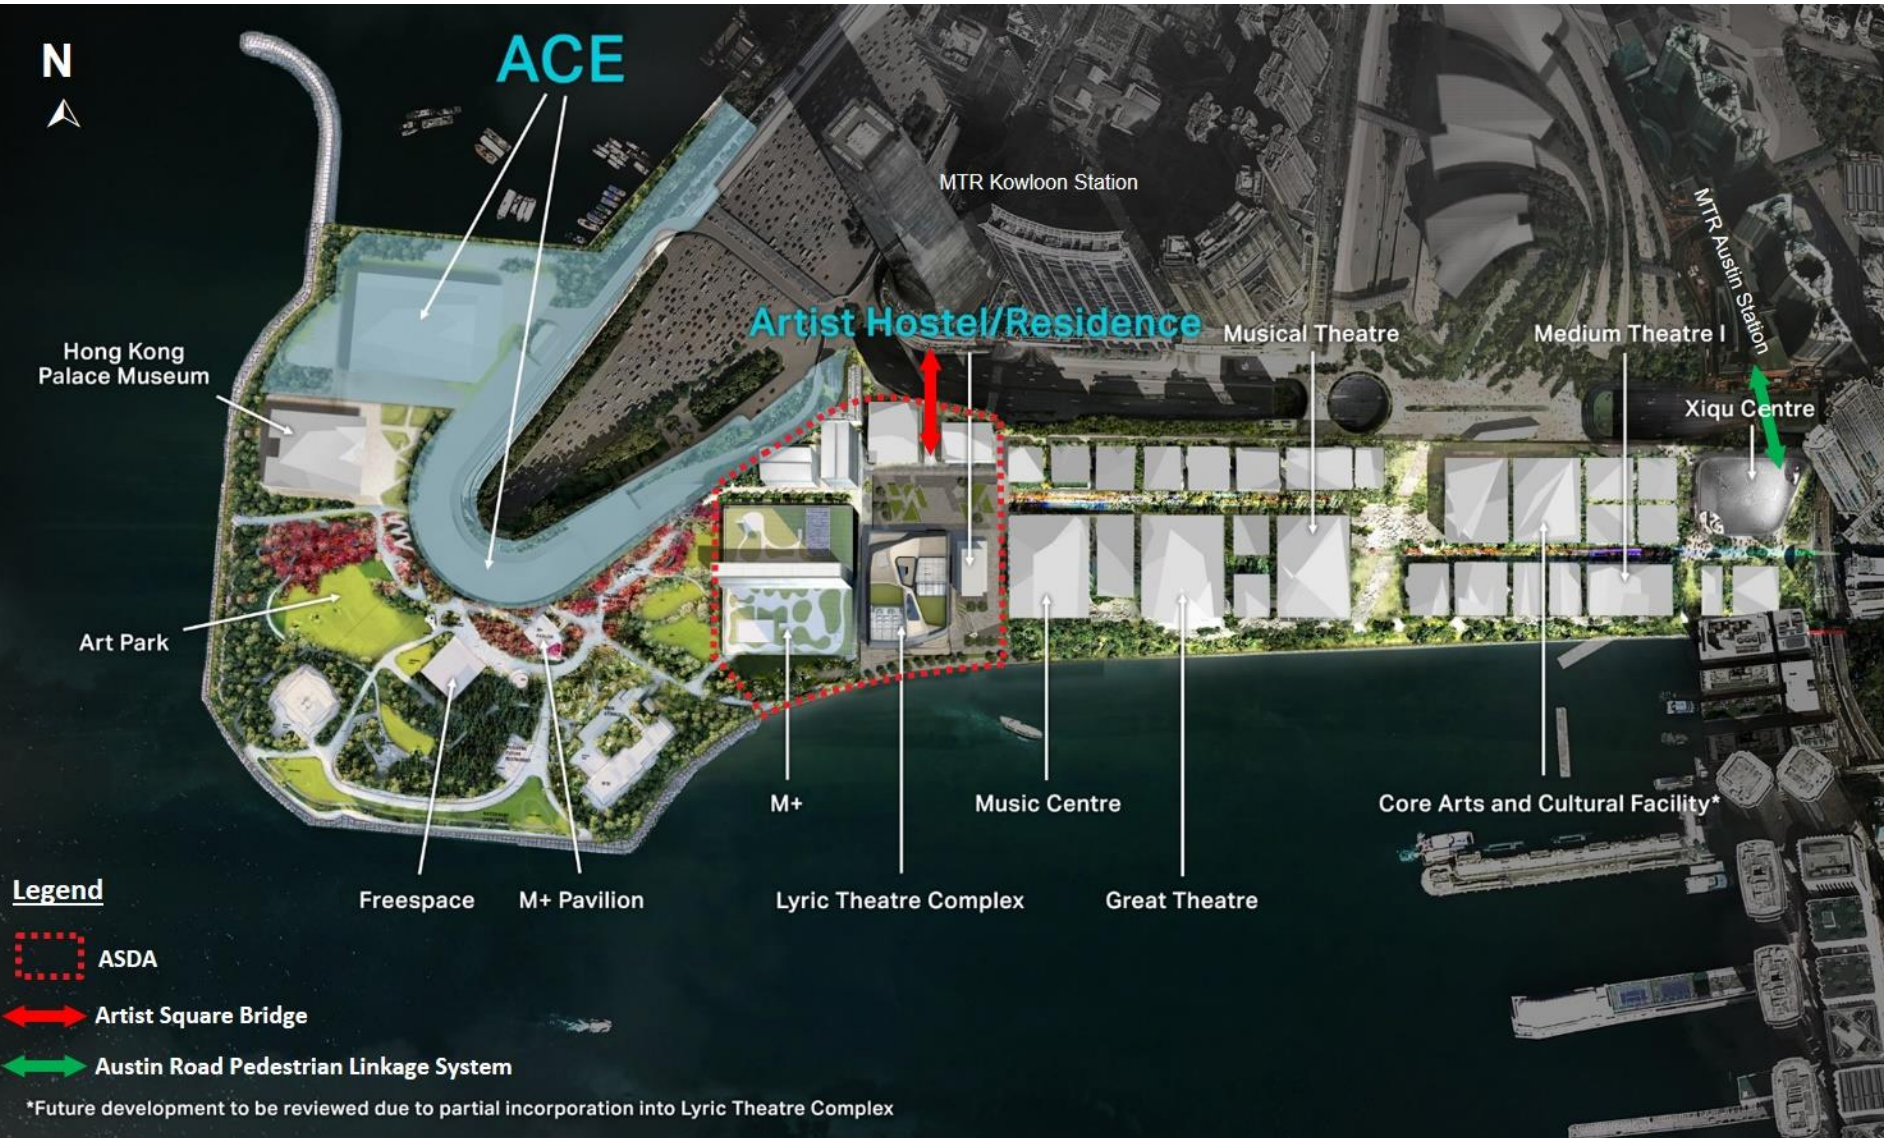 N
ACE
MTR Kowloon Station
MTR Austin Station
Artist Hostel/Residence
Musical Theatre
Medium Theatre I
Hong Kong
Palace Museum
Xiqu Centre
Art Park
M+
Music Centre
Core Arts and Cultural Facility*
Freespace
M+ Pavilion
Lyric Theatre Complex
Great Theatre
Legend
ASDA
Artist Square Bridge
Austin Road Pedestrian Linkage System
*Future development to be reviewed due to partial incorporation into Lyric Theatre Complex